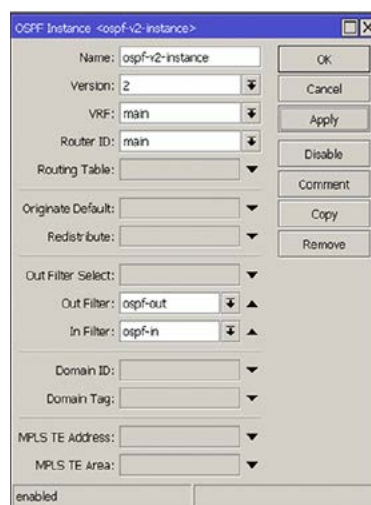 OSPF Instance <ospf-v2-instance>
Name: ospf-v2-instance
Version: 2
VRF: main
Router ID: main
Routing Table:
Originate Default:
Redistribute:
Out Filter Select:
Out Filter: ospf-out
In Filter: ospf-in
Domain ID:
Domain Tag:
MPLS TE Address:
MPLS TE Area:
enabled
OK
Cancel
Apply
Disable
Comment
Copy
Remove